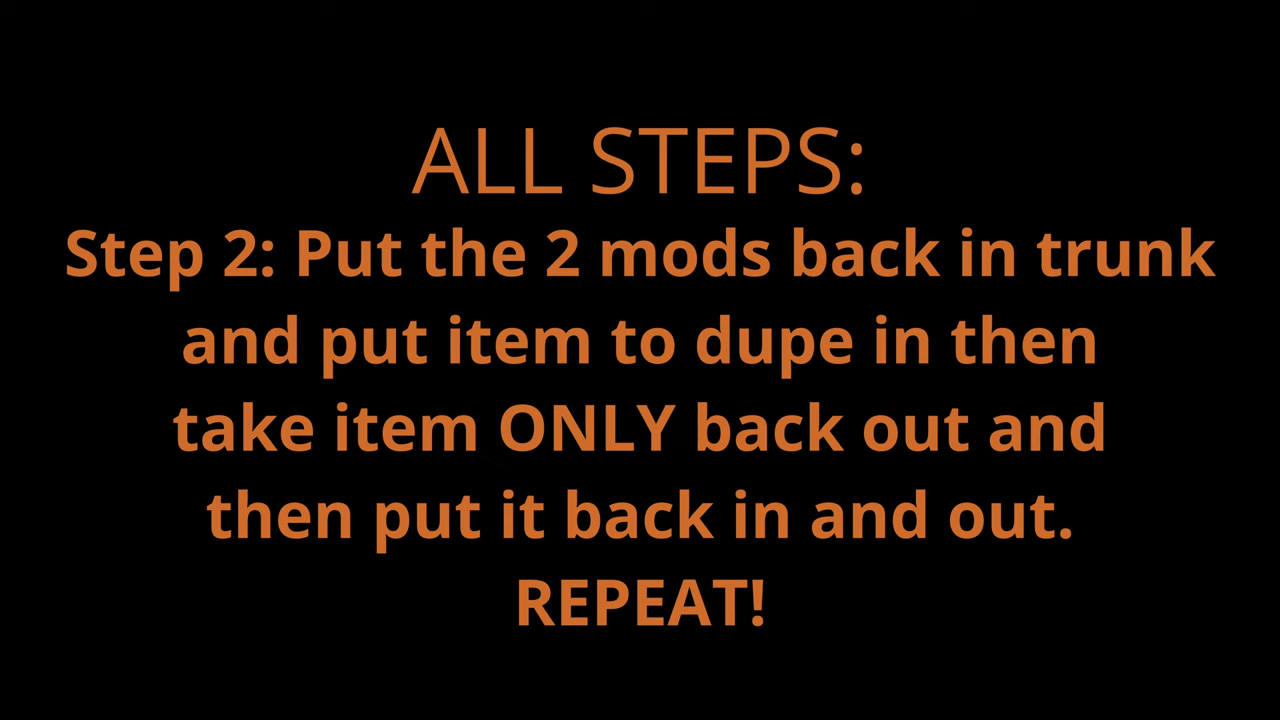 ALL STEPS:
Step 2: Put the 2 mods back in trunk
and put item to dupe in then
take item ONLY back out and
then put it back in and out.
REPEAT!